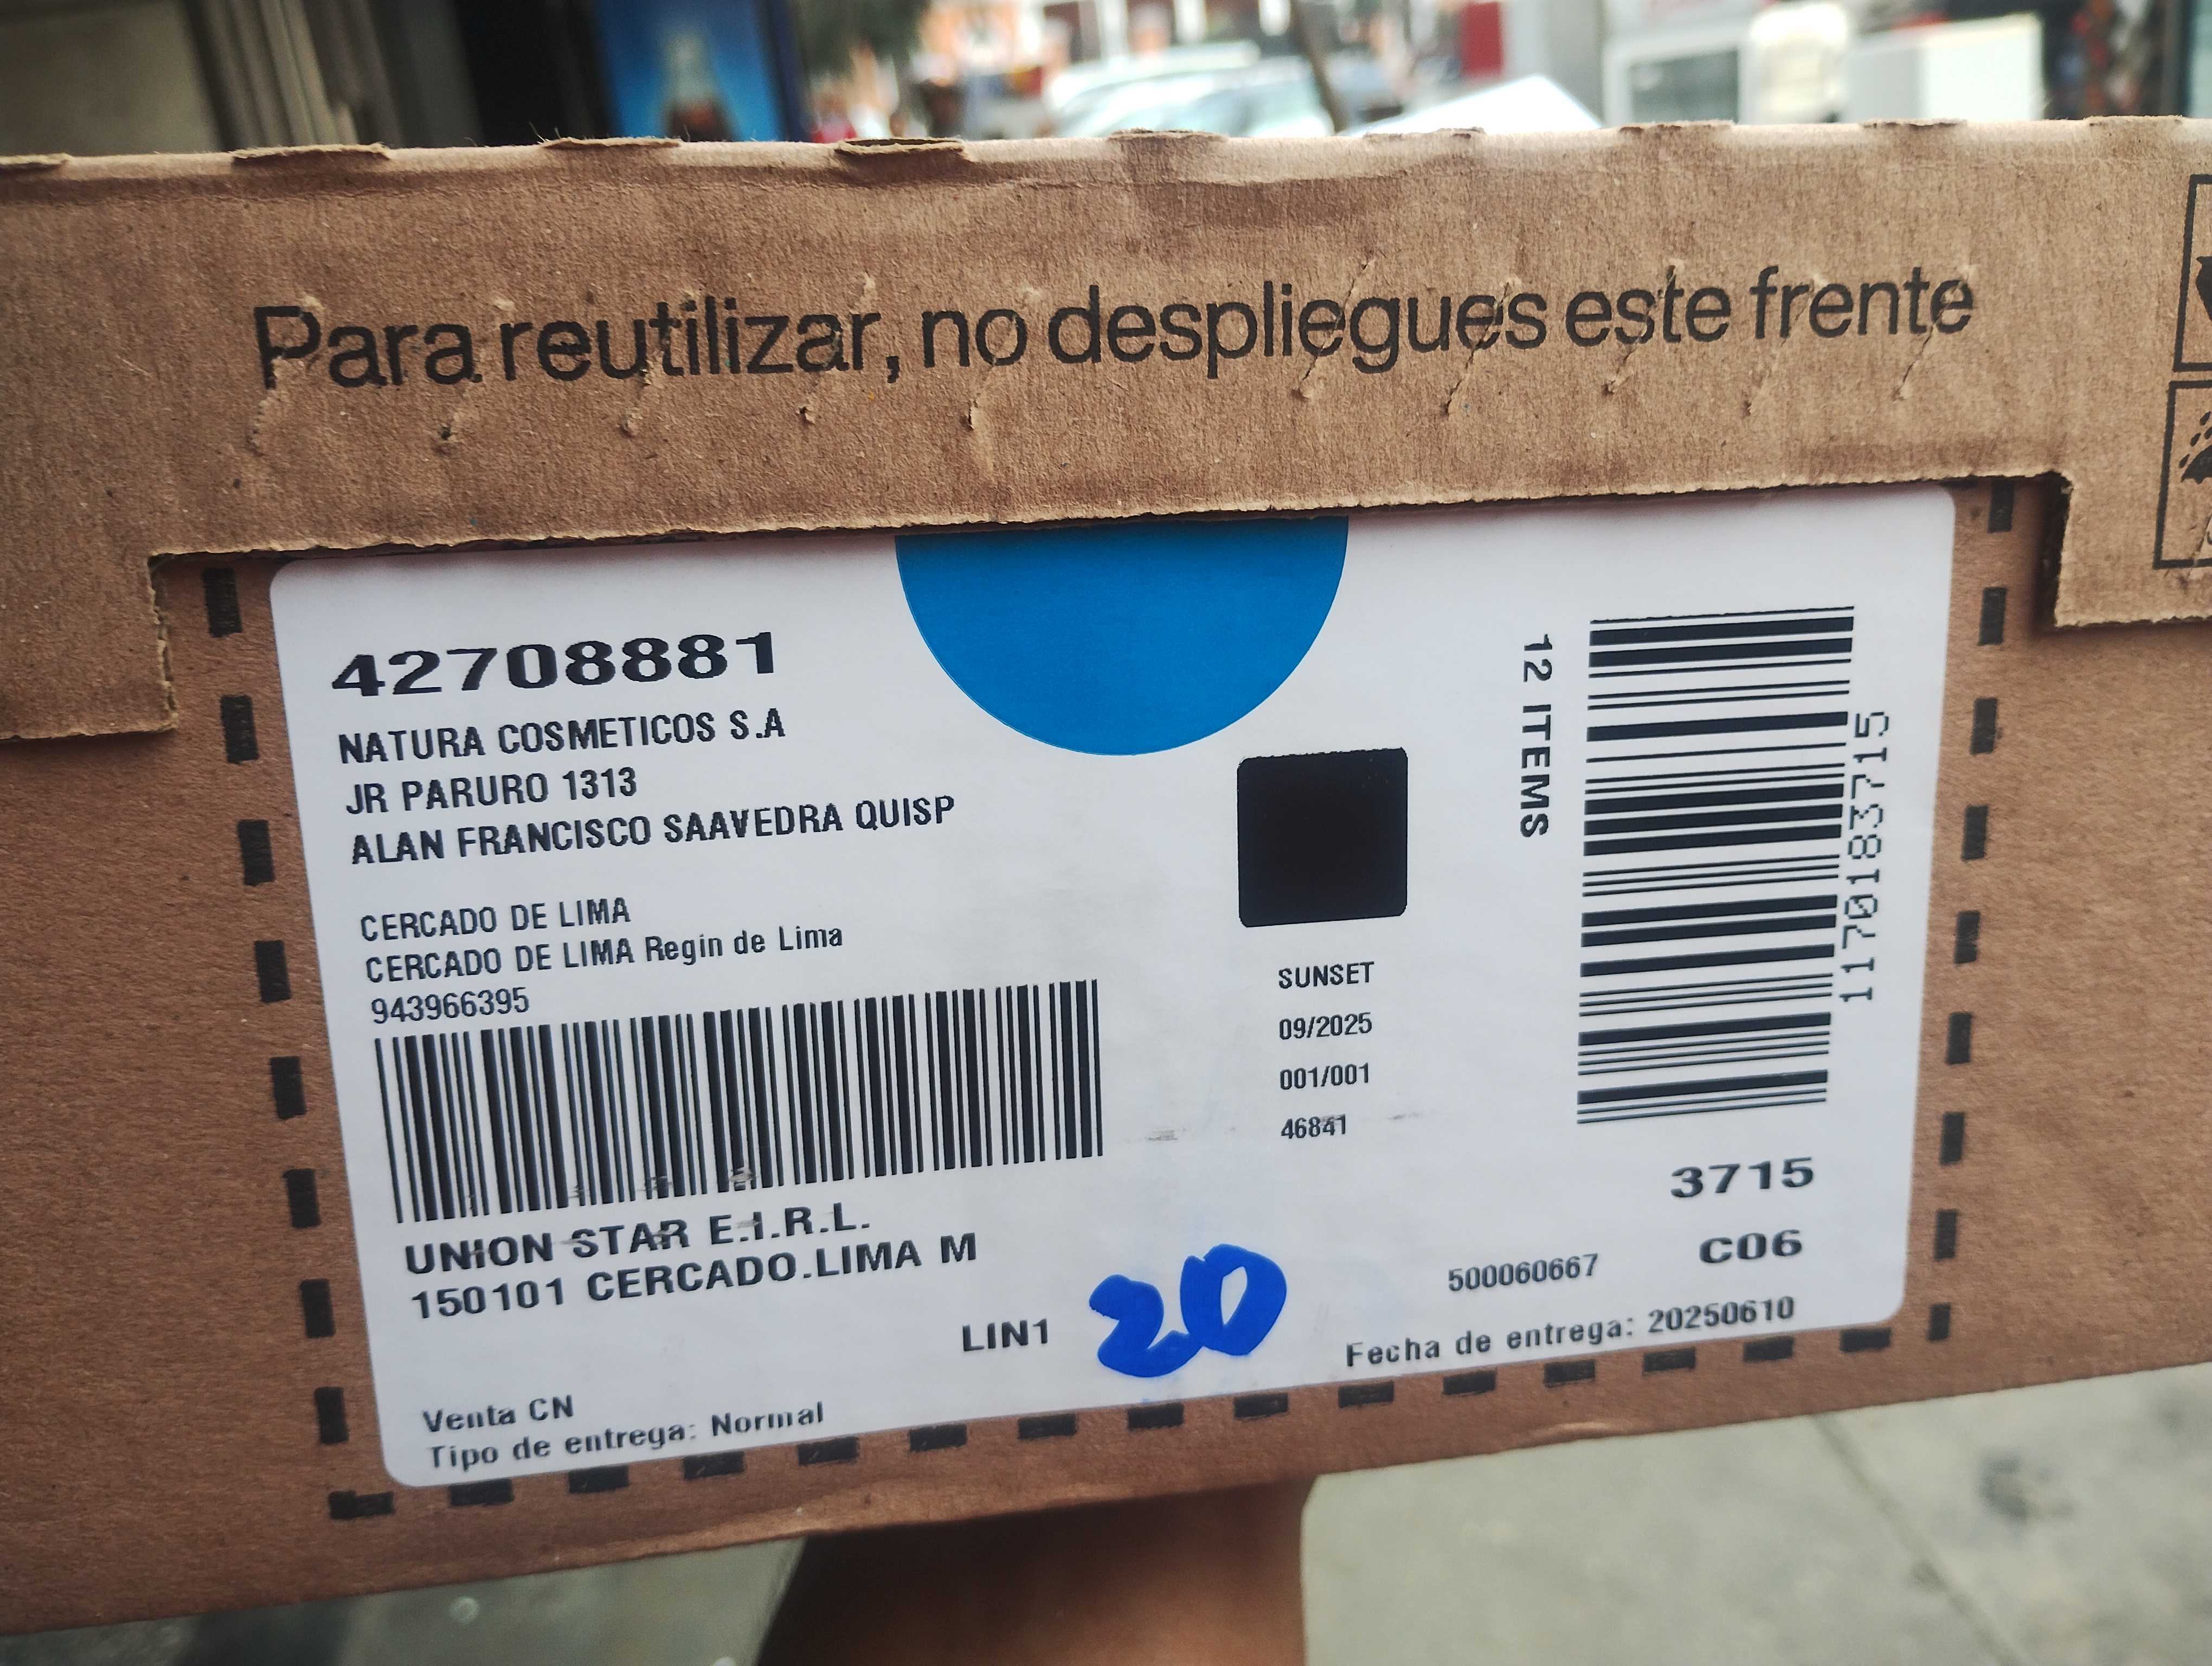 Para reutilizar, no despliegues este frente
42708881
NATURA COSMETICOS S.A
JR PARURO 1313
ALAN FRANCISCO SAAVEDRA QUISP
CERCADO DE LIMA
CERCADO DE LIMA Regin de Lima
943966395
UNION STAR E.I.R.L.
150101 CERCADO.LIMA M
LIN1
20
Venta CN
Tipo de entrega: Normal
SUNSET
09/2025
001/001
46841
12 ITEMS
1170183715
3715
C06
500060667
Fecha de entrega: 20250610